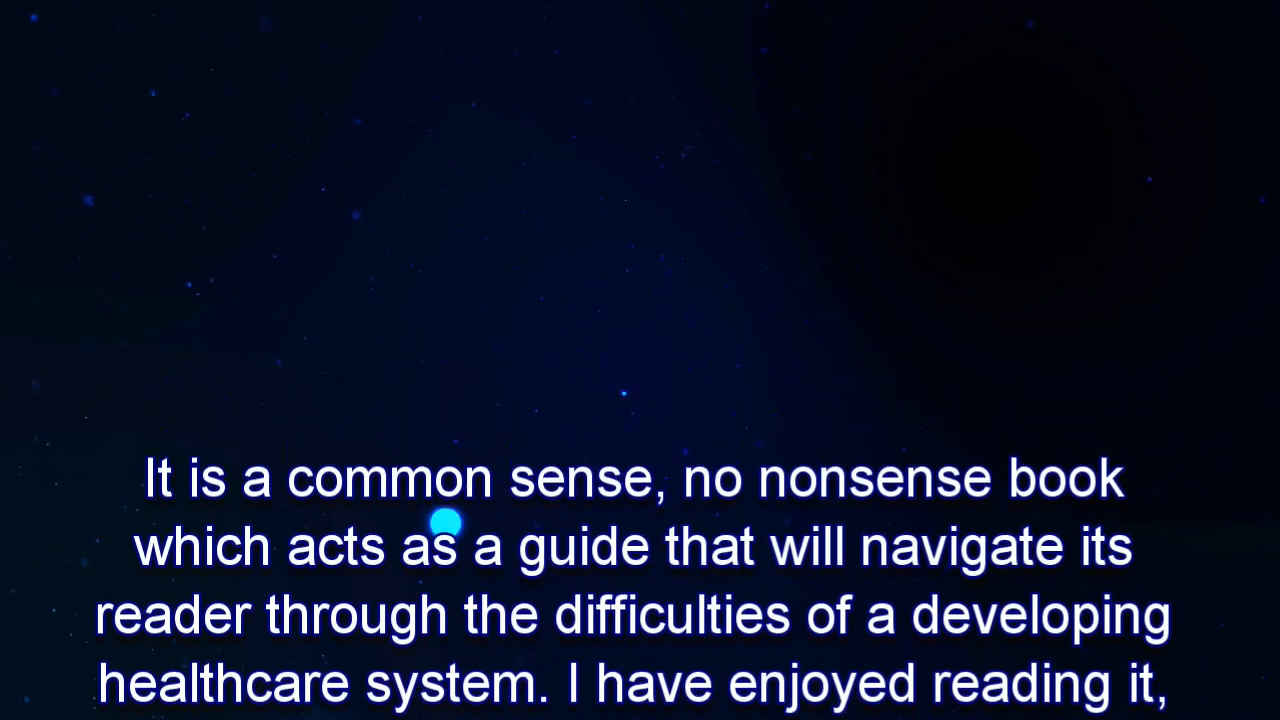 It is a common sense, no nonsense book
which acts as a guide that will navigate its
reader through the difficulties of a developing
healthcare system. I have enjoyed reading it,